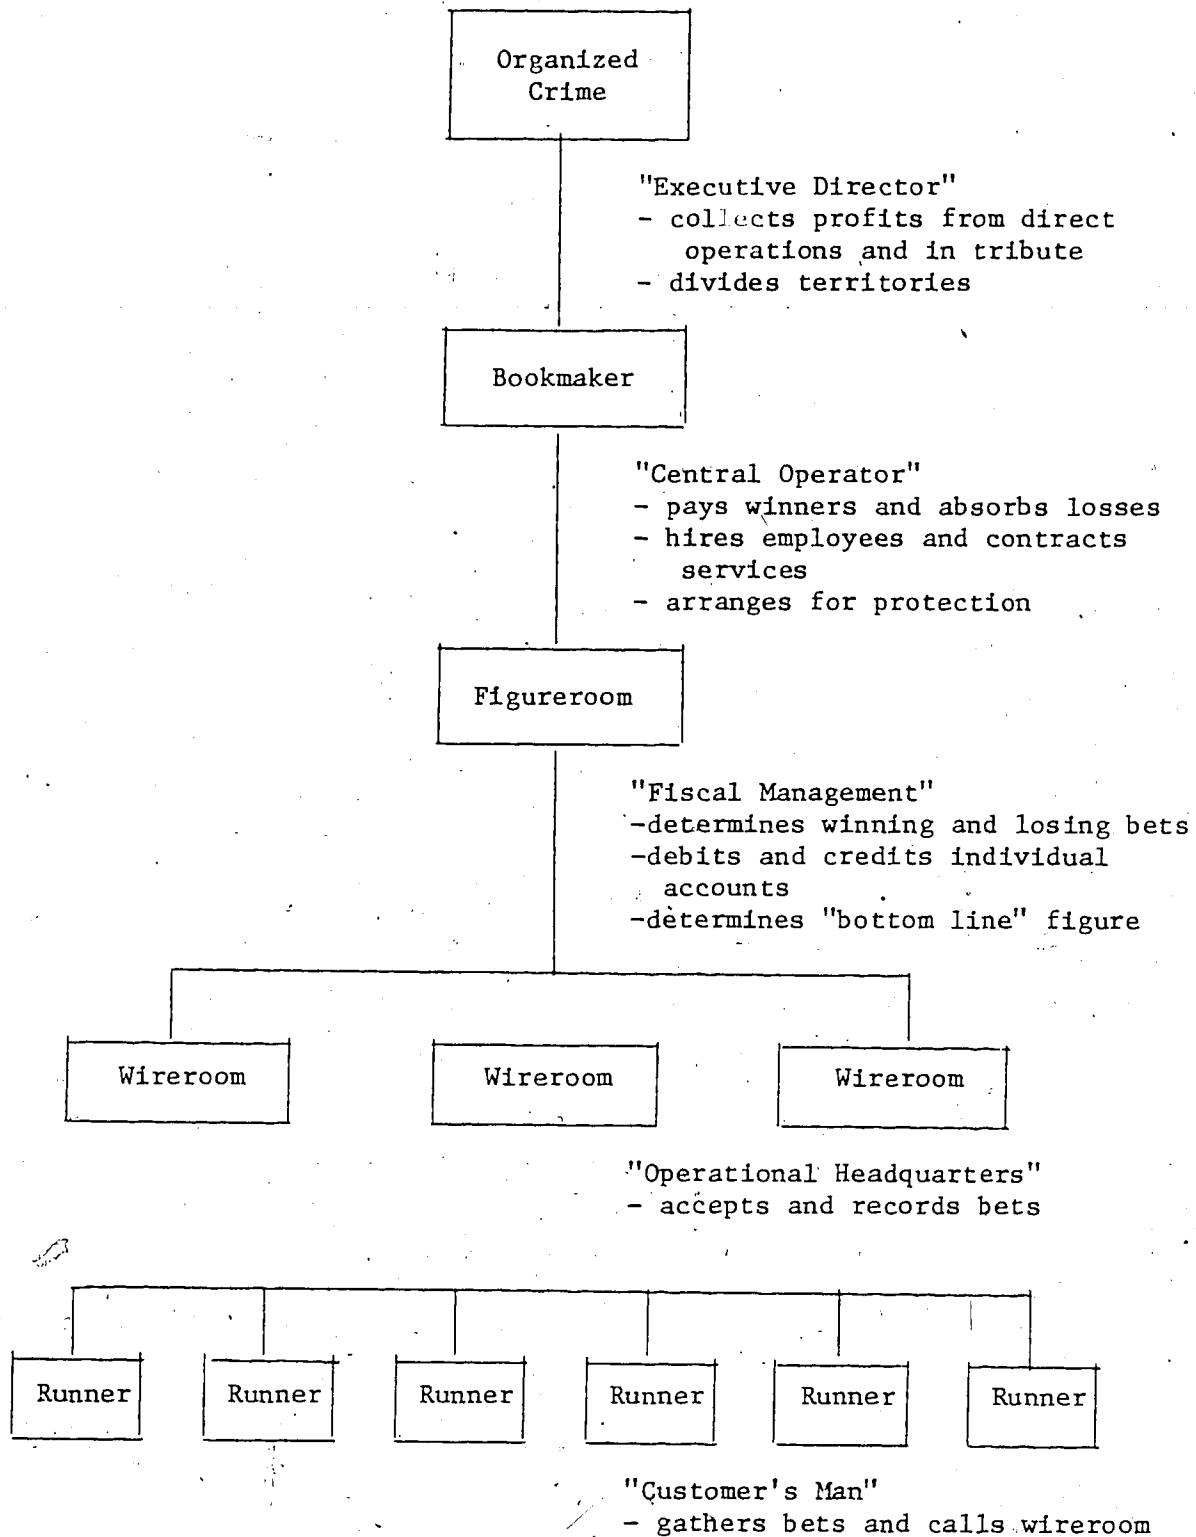 Organized
Crime
"Executive Director"
- collects profits from direct
operations and in tribute
- divides territories
Bookmaker
"Central Operator"
- pays winners and absorbs losses
- hires employees and contracts
services
- arranges for protection
Figureroom
"Fiscal Management"
-determines winning and losing bets
-debits and credits individual
accounts
-determines "bottom line" figure
Wireroom
Wireroom
Wireroom
"Operational Headquarters"
- accepts and records bets
Runner
Runner
Runner
Runner
Runner
Runner
"Customer's Man"
- gathers bets and calls wireroom